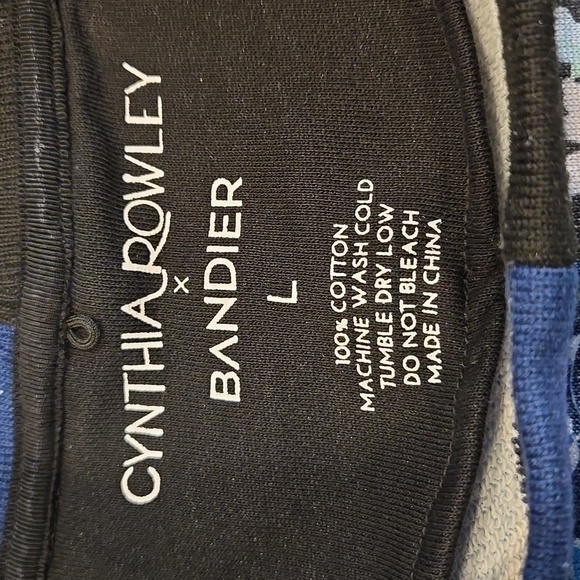 CYNTHIA ROWLEY
×
BANDIER
L
100% COTTON
MACHINE WASH COLD
TUMBLE DRY LOW
DO NOT BLEACH
MADE IN CHINA